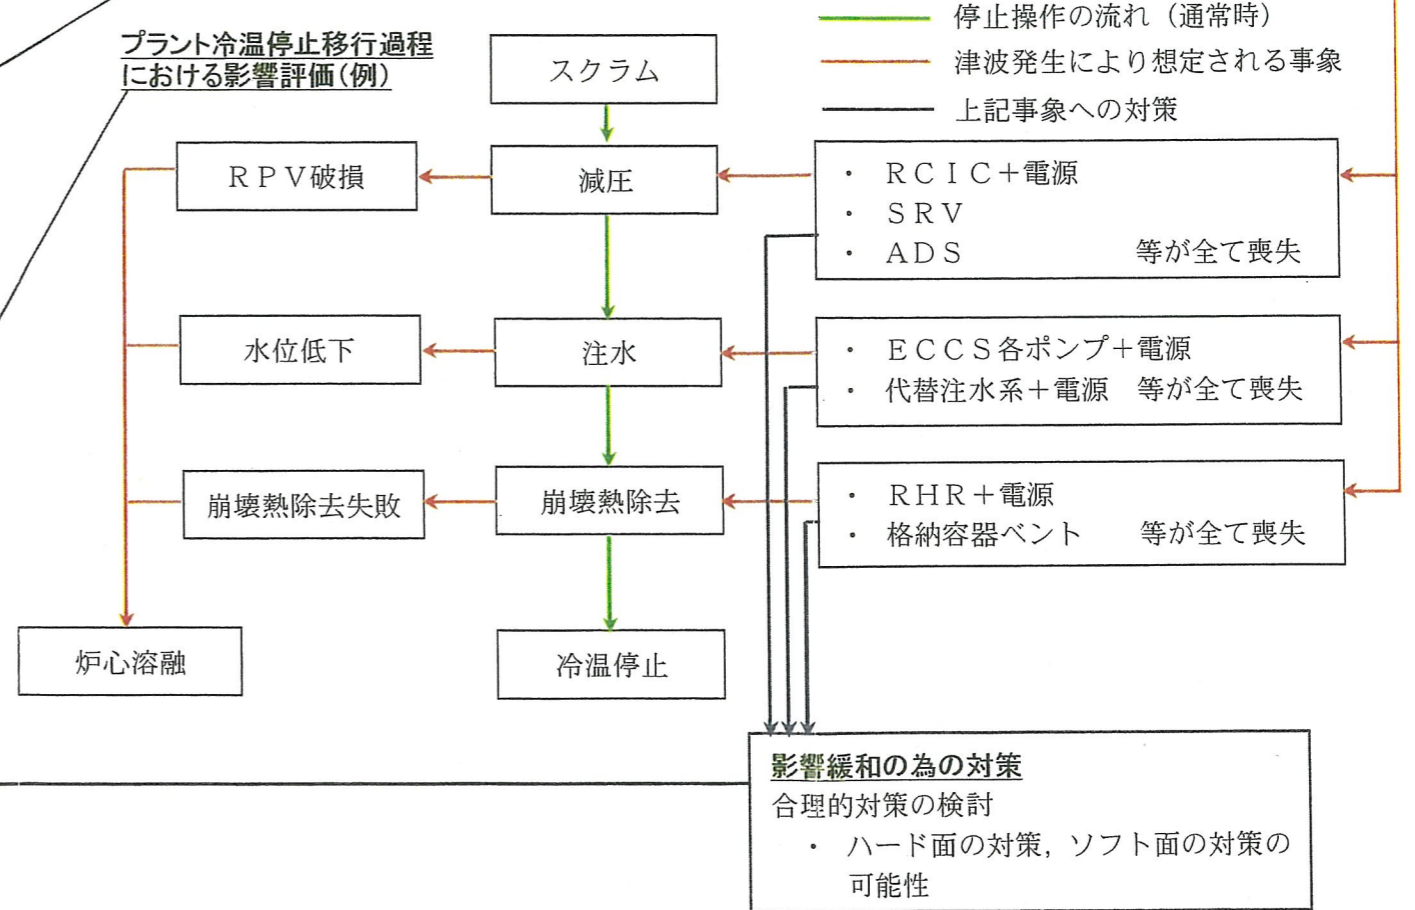 プラント冷温停止移行過程
における影響評価(例)
停止操作の流れ（通常時）
津波発生により想定される事象
上記事象への対策
スクラム
ＲＰＶ破損
減圧
・　ＲＣＩＣ＋電源
・　ＳＲＶ
・　ＡＤＳ　　　　　　等が全て喪失
水位低下
注水
・　ＥＣＣＳ各ポンプ＋電源
・　代替注水系＋電源　等が全て喪失
崩壊熱除去失敗
崩壊熱除去
・　ＲＨＲ＋電源
・　格納容器ベント　　等が全て喪失
炉心溶融
冷温停止
影響緩和の為の対策
合理的対策の検討
・　ハード面の対策，ソフト面の対策の
可能性